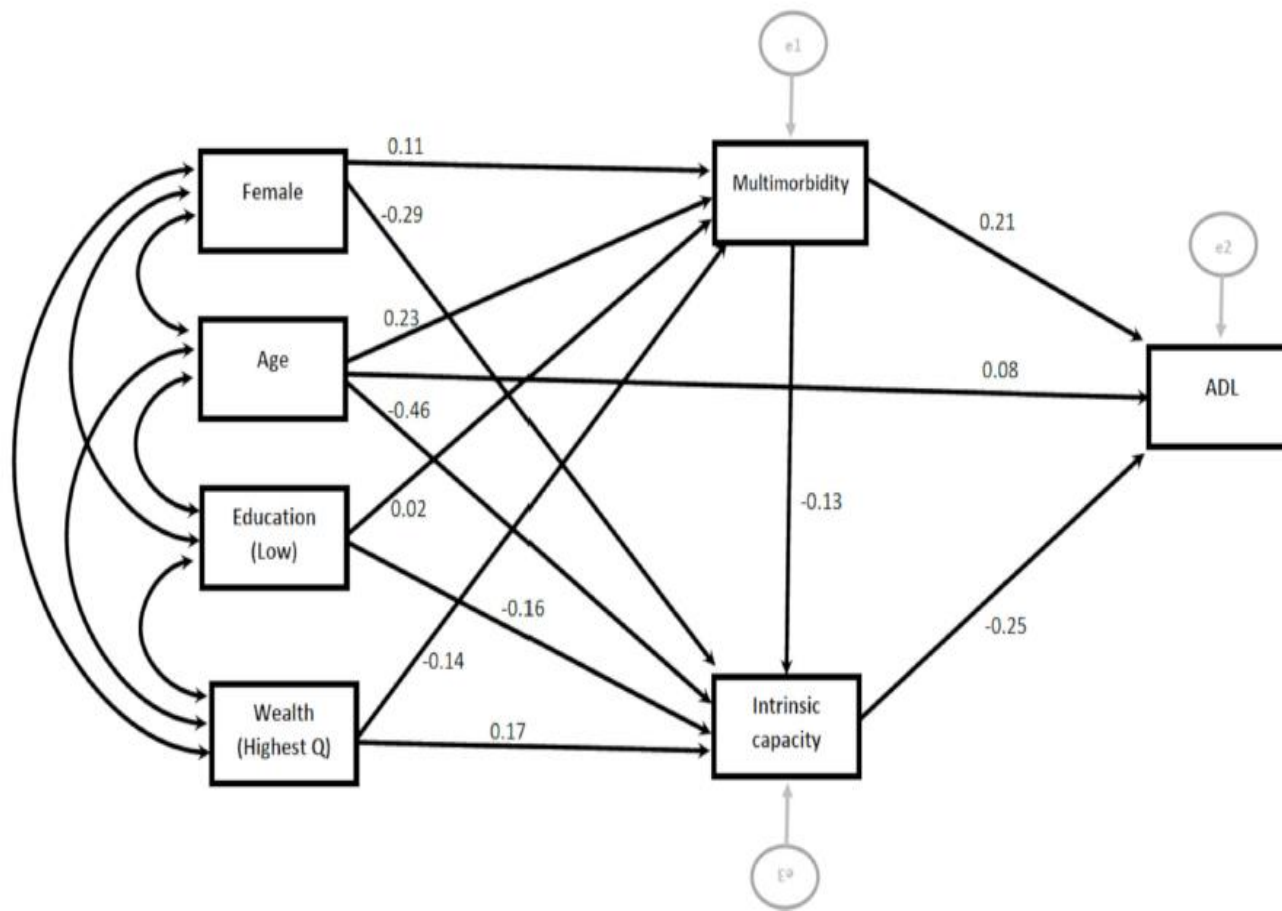 e1
0.11
Female
Multimorbidity
-0.29
0.21
e2
0.23
Age
0.08
ADL
-0.46
Education
(Low)
0.02
-0.13
-0.16
-0.25
-0.14
Wealth
(Highest Q)
0.17
Intrinsic
capacity
e3